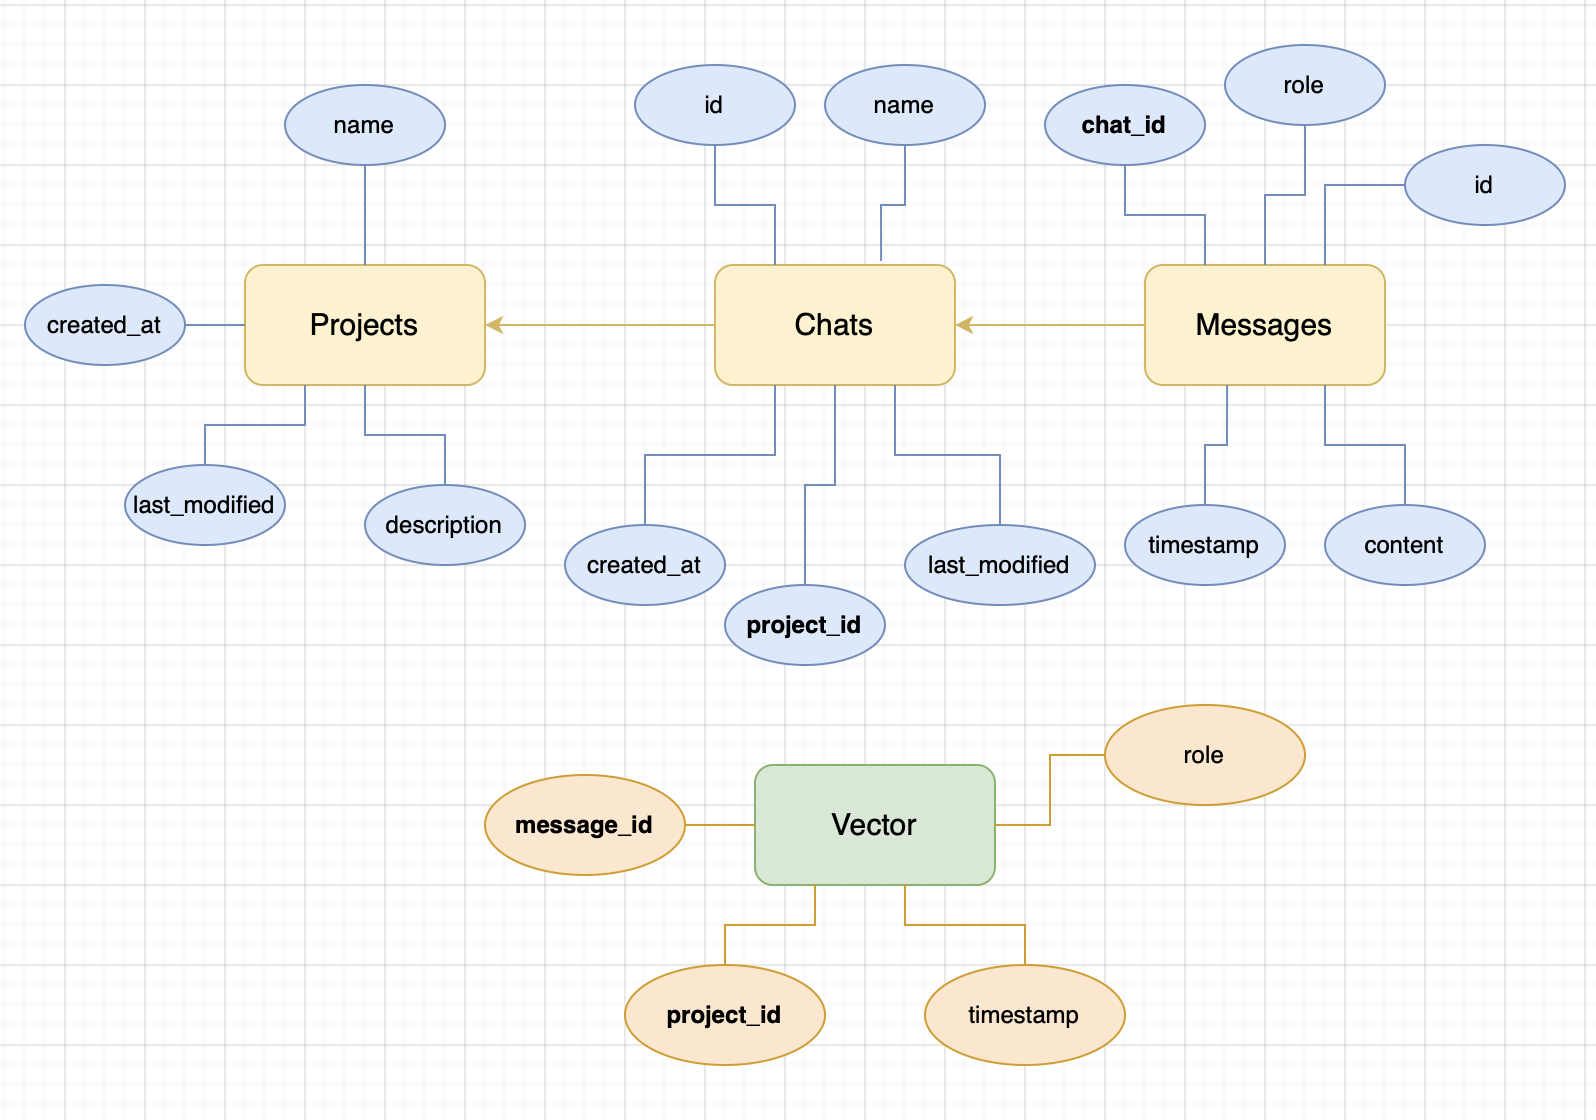 role
id
name
name
chat_id
id
Projects
Chats
Messages
created_at
last_modified
description
timestamp
content
created_at
last_modified
project_id
role
message_id
Vector
project_id
timestamp